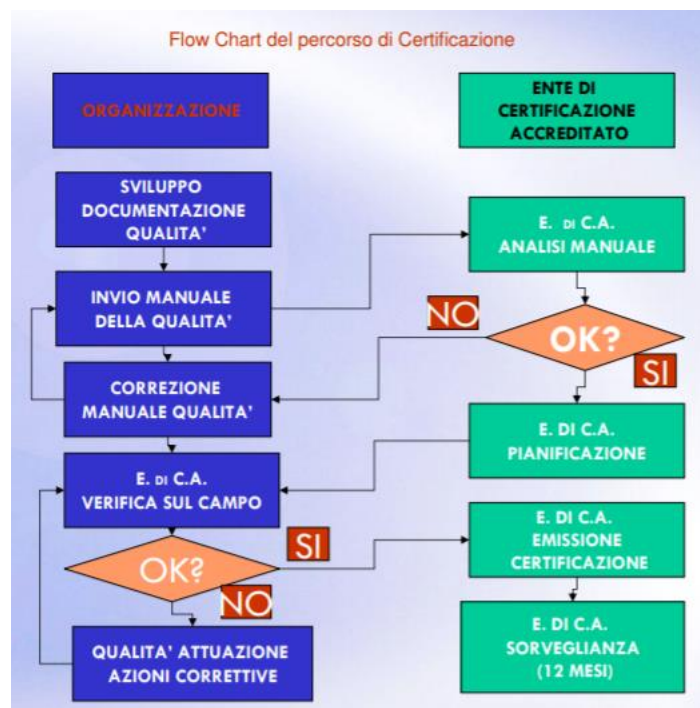 Flow Chart del percorso di Certificazione
ORGANIZZAZIONE
ENTE DI
CERTIFICAZIONE
ACCREDITATO
SVILUPPO
DOCUMENTAZIONE
QUALITA'
E. DI C.A.
ANALISI MANUALE
INVIO MANUALE
DELLA QUALITA'
NO
OK?
SI
CORREZIONE
MANUALE QUALITA'
E. DI C.A.
PIANIFICAZIONE
E. DI C.A.
VERIFICA SUL CAMPO
SI
OK?
NO
E. DI C.A.
EMISSIONE
CERTIFICAZIONE
QUALITA' ATTUAZIONE
AZIONI CORRETTIVE
E. DI C.A.
SORVEGLIANZA
(12 MESI)